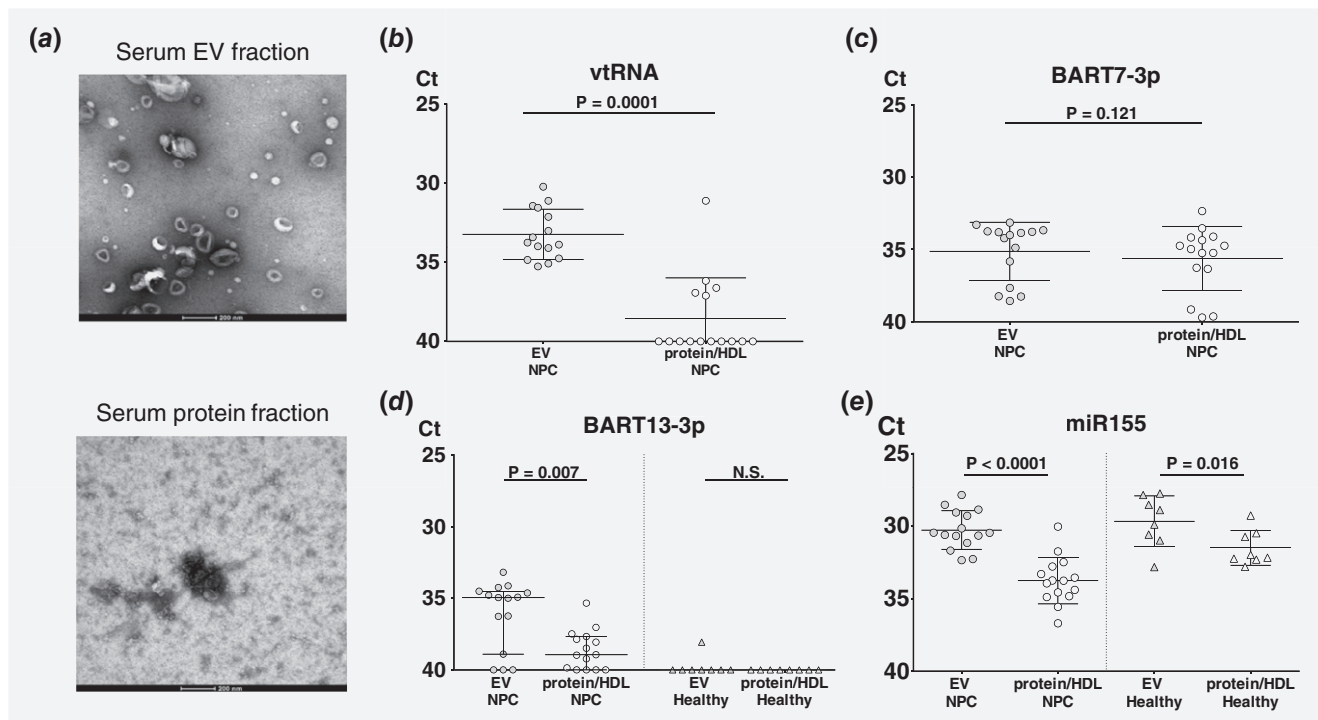 (a)
Serum EV fraction
200 nm
Serum protein fraction
200 nm
(b)
vtRNA
Ct
P = 0.0001
25
30
35
40
EV
NPC
protein/HDL
NPC
(c)
BART7-3p
Ct
P = 0.121
25
30
35
40
EV
NPC
protein/HDL
NPC
(d)
BART13-3p
Ct
P = 0.007
N.S.
25
30
35
40
EV
NPC
protein/HDL
NPC
EV
Healthy
protein/HDL
Healthy
(e)
miR155
Ct
P < 0.0001
P = 0.016
25
30
35
40
EV
NPC
protein/HDL
NPC
EV
Healthy
protein/HDL
Healthy